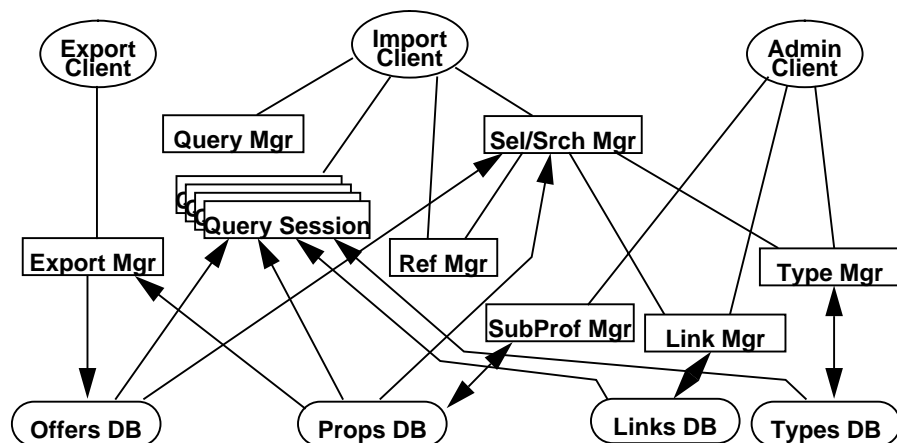 Export
Client
Import
Client
Admin
Client
Query Mgr
Sel/Srch Mgr
Query Session
Export Mgr
Ref Mgr
Type Mgr
SubProf Mgr
Link Mgr
Offers DB
Props DB
Links DB
Types DB